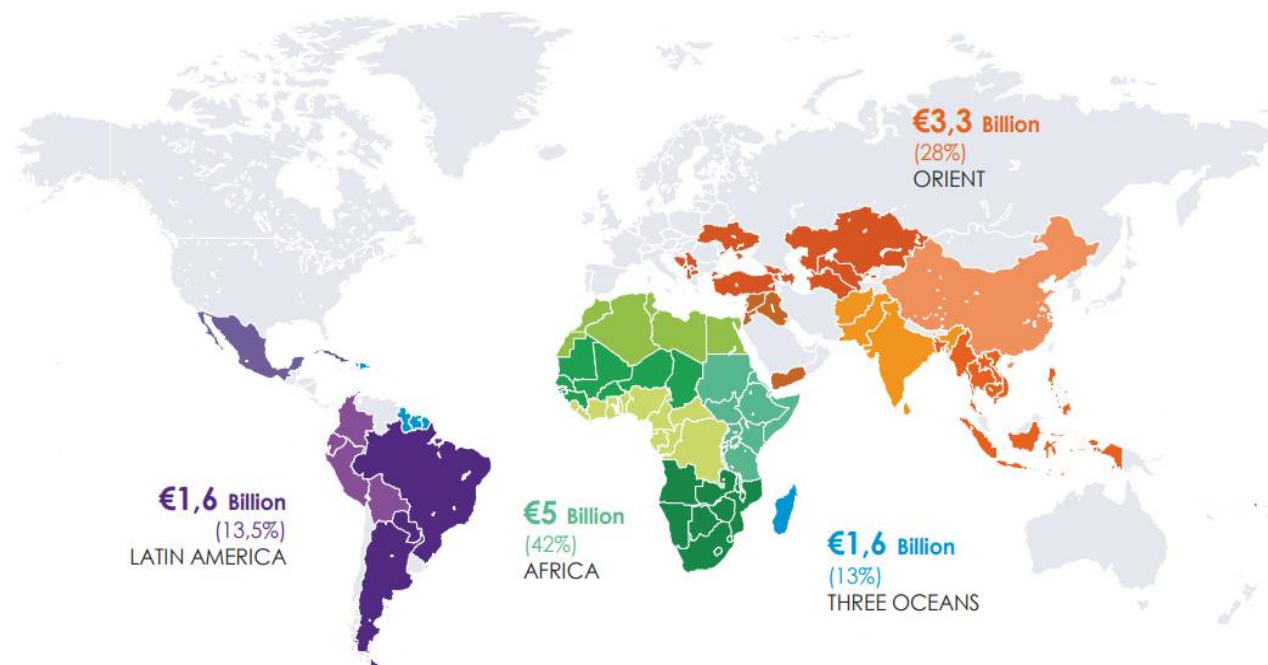 €3,3 Billion
(28%)
ORIENT
€1,6 Billion
(13,5%)
LATIN AMERICA
€5 Billion
(42%)
AFRICA
€1,6 Billion
(13%)
THREE OCEANS